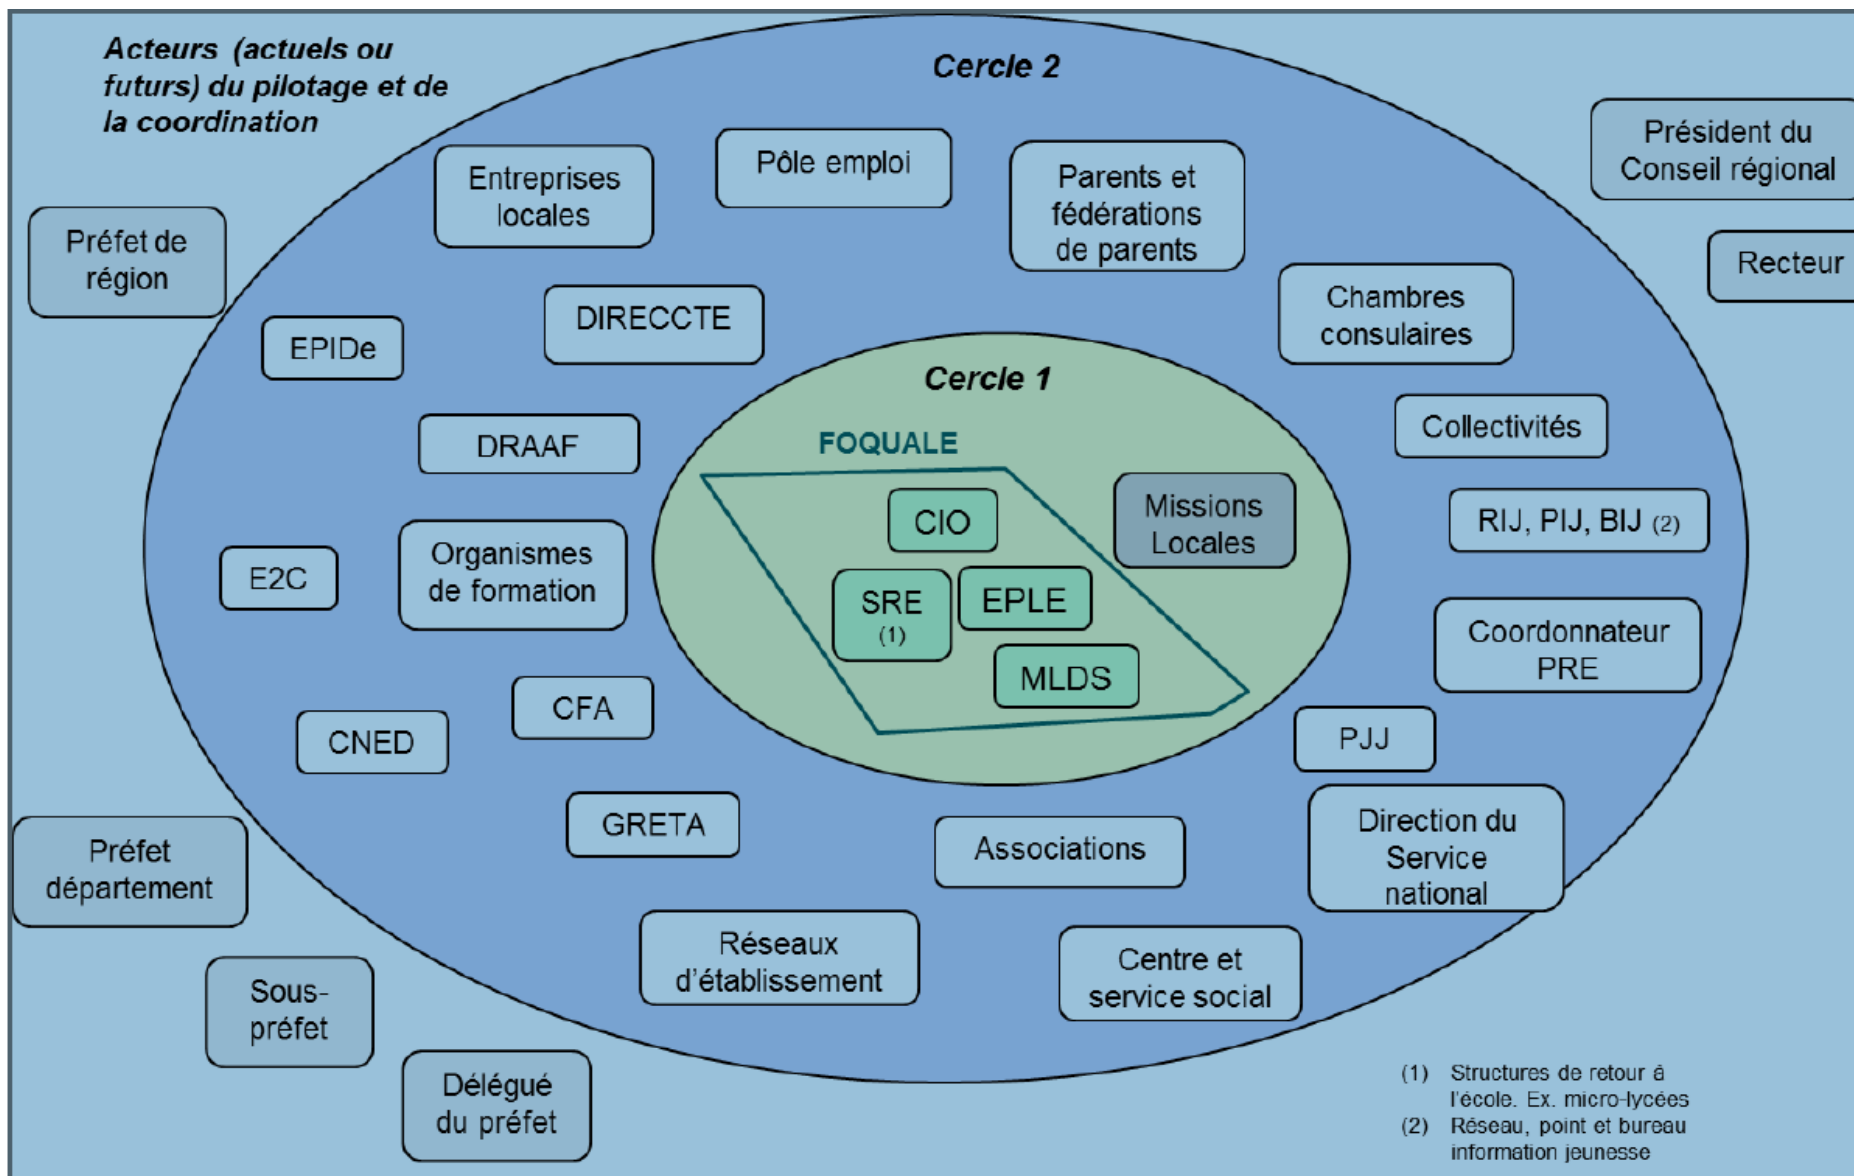 Acteurs (actuels ou
futurs) du pilotage et de
la coordination
Cercle 2
Président du
Conseil régional
Recteur
Préfet de
région
Entreprises
locales
Pôle emploi
Parents et
fédérations
de parents
DIRECCTE
Chambres
consulaires
EPIDe
Cercle 1
Collectivités
DRAAF
FOQUALE
CIO
Missions
Locales
RIJ, PIJ, BIJ (2)
E2C
Organismes
de formation
SRE
(1)
EPLE
MLDS
Coordonnateur
PRE
CFA
CNED
PJJ
GRETA
Associations
Direction du
Service
national
Préfet
département
Réseaux
d'établissement
Centre et
service social
Sous-
préfet
Délégué
du préfet
(1) Structures de retour à
l'école. Ex. micro-lycées
(2) Réseau, point et bureau
information jeunesse